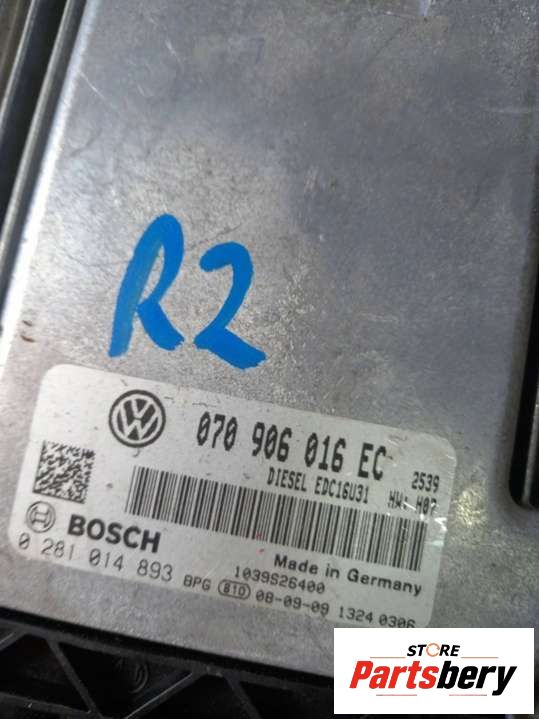 R2
VW
070 906 016 EC 2539
DIESEL EDC16U31 HW: H07
BOSCH
0 281 014 893
Made in Germany
1039S26400
BPG 810 08-09-09 1324 0306
STORE
Partsbery